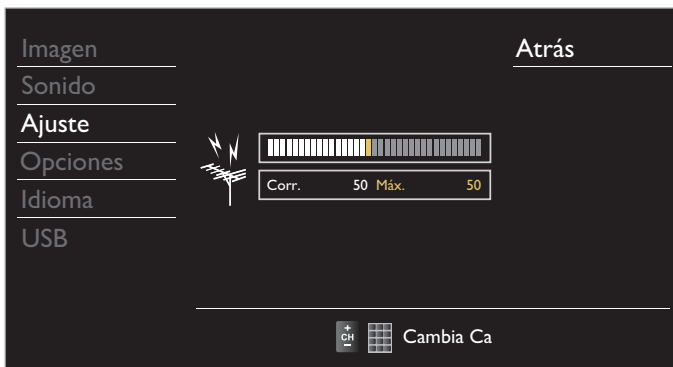 Imagen
Sonido
Ajuste
Opciones
Idioma
USB
Atrás
Corr. 50 Máx. 50
+
CH
−
Cambia Ca